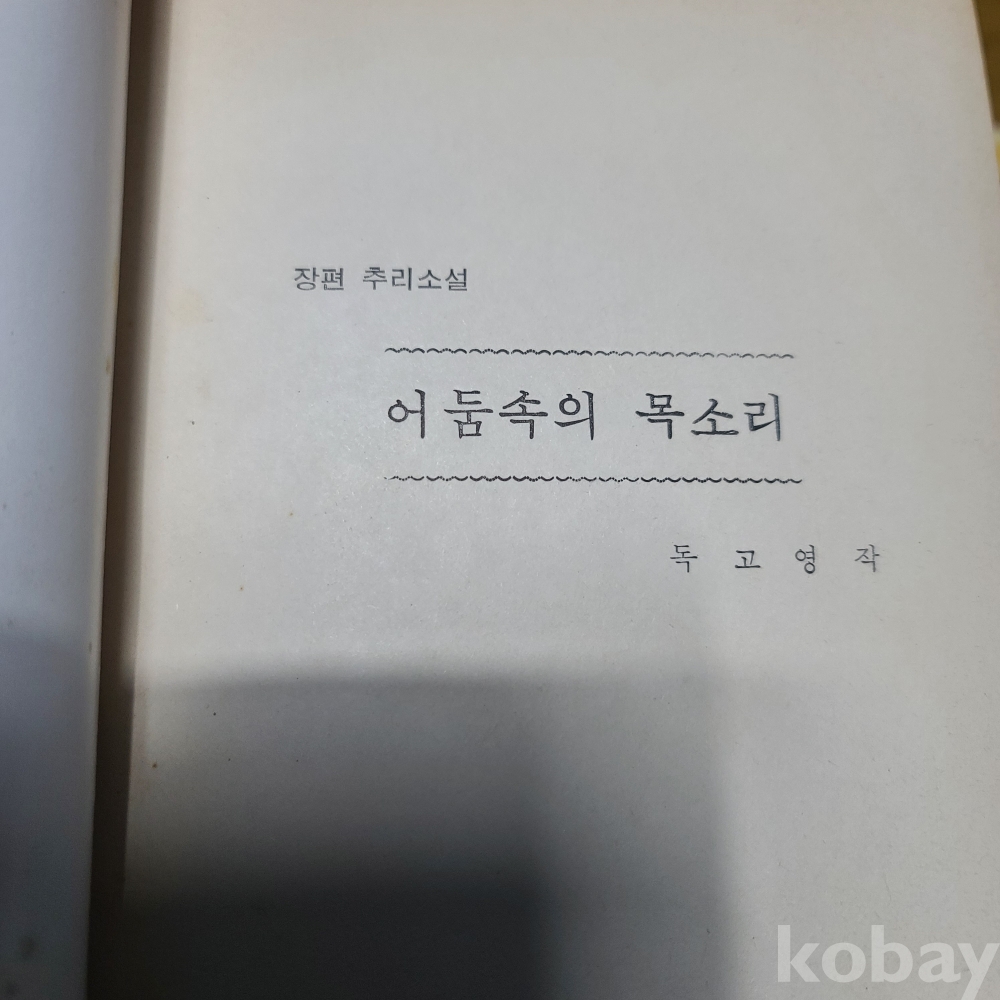 장편 추리소설
어둠속의 목소리
독고영작
kobay